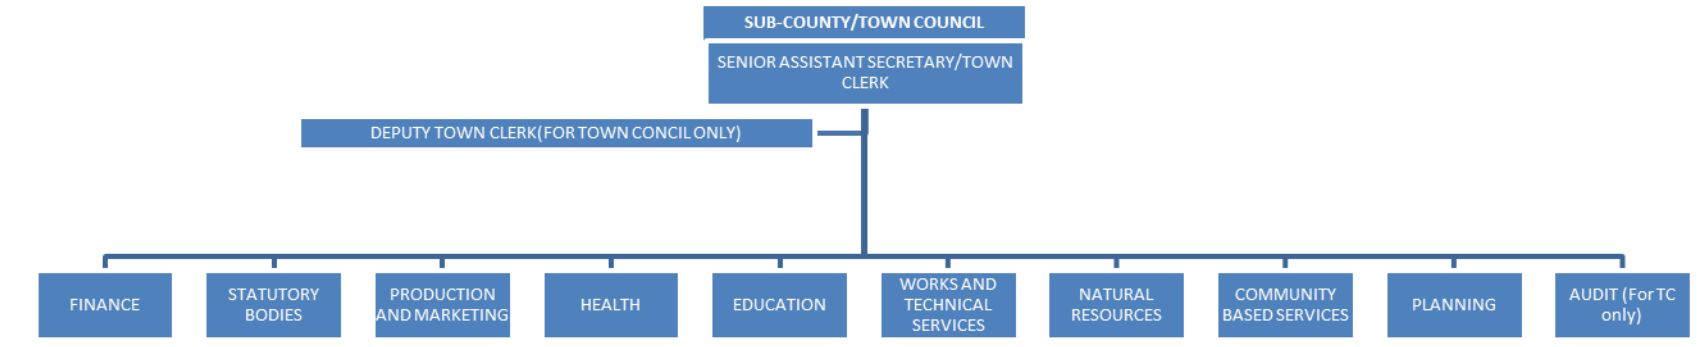 SUB-COUNTY/TOWN COUNCIL
SENIOR ASSISTANT SECRETARY/TOWN
CLERK
DEPUTY TOWN CLERK(FOR TOWN CONCIL ONLY)
FINANCE
STATUTORY
BODIES
PRODUCTION
AND MARKETING
HEALTH
EDUCATION
WORKS AND
TECHNICAL
SERVICES
NATURAL
RESOURCES
COMMUNITY
BASED SERVICES
PLANNING
AUDIT (For TC
only)